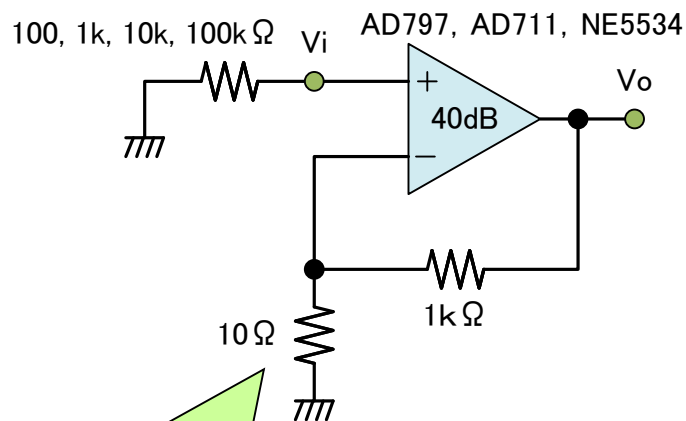 100, 1k, 10k, 100kΩ
Vi
AD797, AD711, NE5534
Vo
+
40dB
−
1kΩ
10Ω